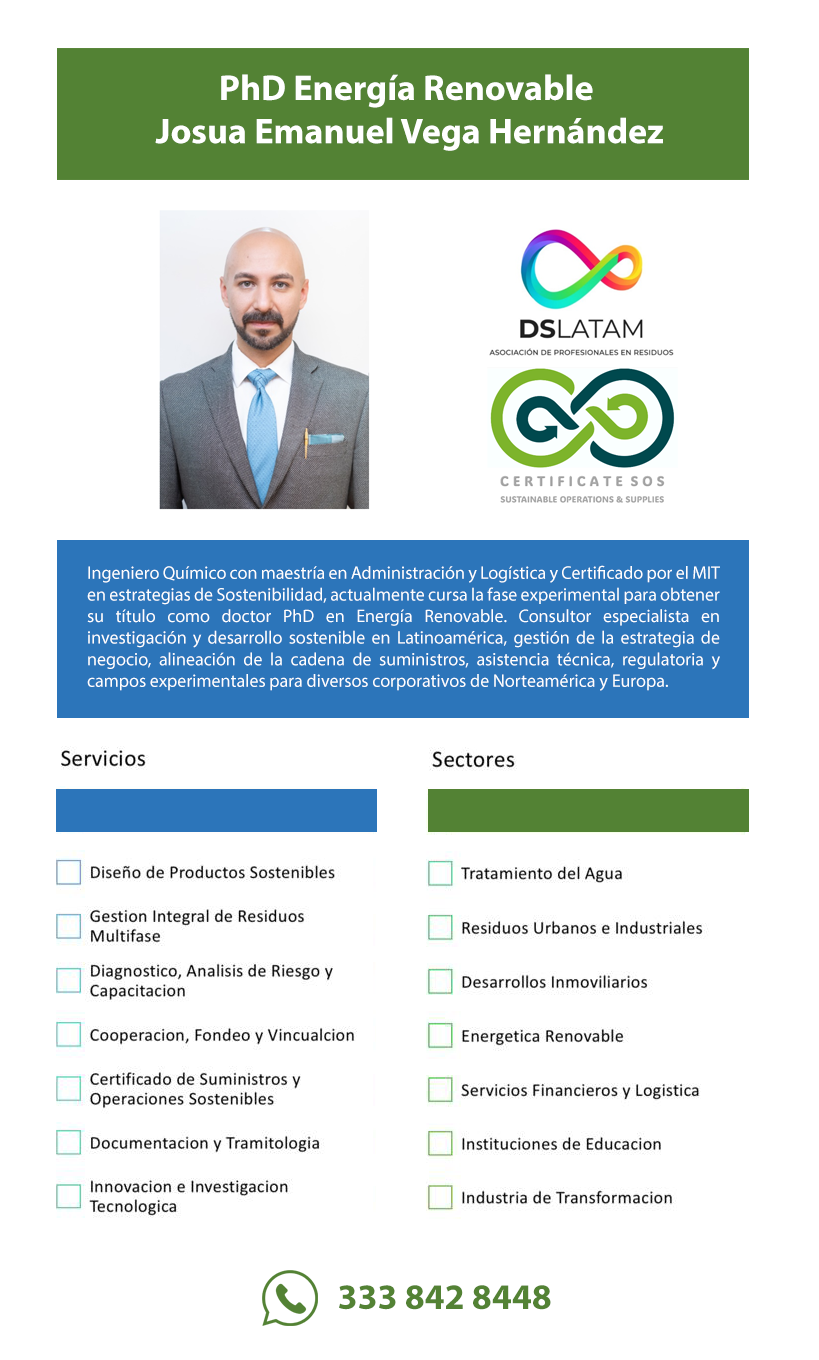 PhD Energía Renovable
Josua Emanuel Vega Hernández
DSLATAM
ASOCIACIÓN DE PROFESIONALES EN RESIDUOS
CERTIFICATE SOS
SUSTAINABLE OPERATIONS & SUPPLIES
Ingeniero Químico con maestría en Administración y Logística y Certificado por el MIT
en estrategias de Sostenibilidad, actualmente cursa la fase experimental para obtener
su título como doctor PhD en Energía Renovable. Consultor especialista en
investigación y desarrollo sostenible en Latinoamérica, gestión de la estrategia de
negocio, alineación de la cadena de suministros, asistencia técnica, regulatoria y
campos experimentales para diversos corporativos de Norteamérica y Europa.
Servicios
Diseño de Productos Sostenibles
Gestion Integral de Residuos
Multifase
Diagnostico, Analisis de Riesgo y
Capacitacion
Cooperacion, Fondeo y Vincualcion
Certificado de Suministros y
Operaciones Sostenibles
Documentacion y Tramitologia
Innovacion e Investigacion
Tecnologica
Sectores
Tratamiento del Agua
Residuos Urbanos e Industriales
Desarrollos Inmoviliarios
Energetica Renovable
Servicios Financieros y Logistica
Instituciones de Educacion
Industria de Transformacion
333 842 8448